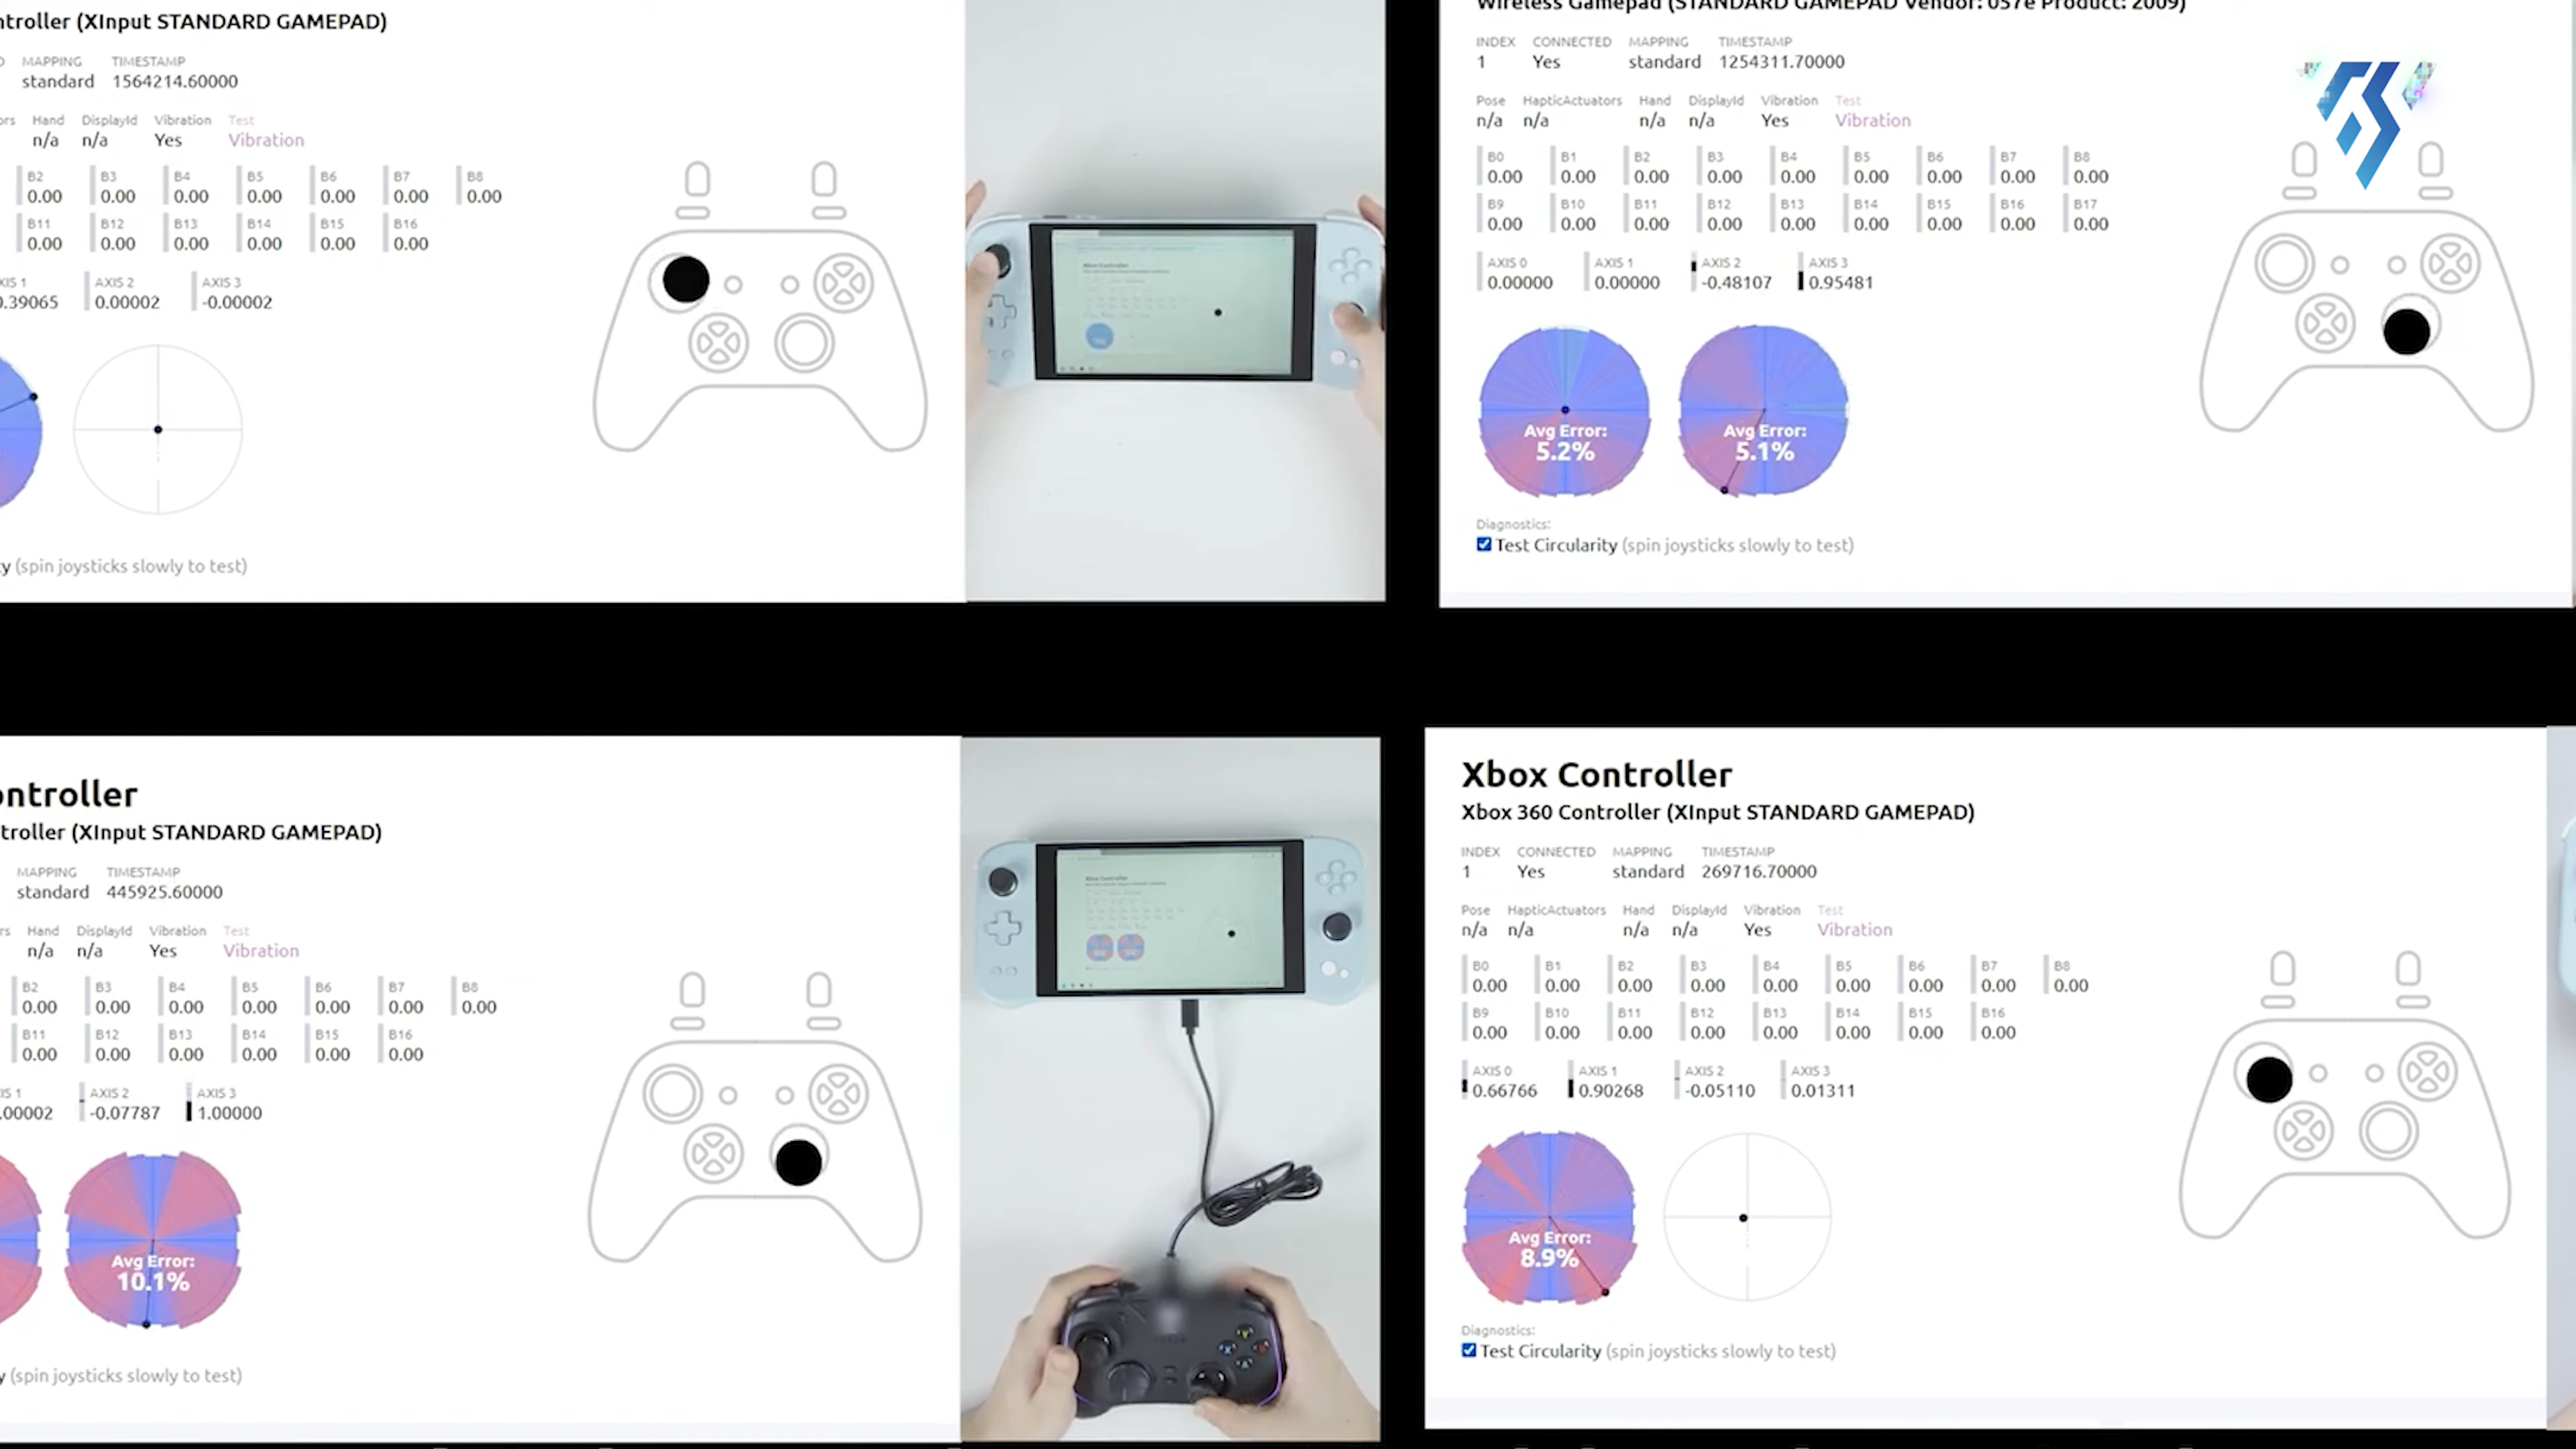 ntroller (XInput STANDARD GAMEPAD)
MAPPING TIMESTAMP
standard 1564214.60000
Hand DisplayId Vibration Test
n/a n/a Yes Vibration
B2 B3 B4 B5 B6 B7 B8
0.00 0.00 0.00 0.00 0.00 0.00 0.00
B11 B12 B13 B14 B15 B16
0.00 0.00 0.00 0.00 0.00 0.00
XIS 1 AXIS 2 AXIS 3
0.39065 0.00002 -0.00002
y (spin joysticks slowly to test)
Wireless Gamepad (STANDARD GAMEPAD Vendor: 057e Product: 2009)
INDEX CONNECTED MAPPING TIMESTAMP
1 Yes standard 1254311.70000
Pose HapticActuators Hand DisplayId Vibration Test
n/a n/a n/a n/a Yes Vibration
B0 B1 B2 B3 B4 B5 B6 B7 B8
0.00 0.00 0.00 0.00 0.00 0.00 0.00 0.00 0.00
B9 B10 B11 B12 B13 B14 B15 B16 B17
0.00 0.00 0.00 0.00 0.00 0.00 0.00 0.00 0.00
AXIS 0 AXIS 1 AXIS 2 AXIS 3
0.00000 0.00000 -0.48107 0.95481
Avg Error: Avg Error:
5.2% 5.1%
Diagnostics:
Test Circularity (spin joysticks slowly to test)
ontroller
troller (XInput STANDARD GAMEPAD)
MAPPING TIMESTAMP
standard 445925.60000
rs Hand DisplayId Vibration Test
n/a n/a Yes Vibration
B2 B3 B4 B5 B6 B7 B8
0.00 0.00 0.00 0.00 0.00 0.00 0.00
B11 B12 B13 B14 B15 B16
0.00 0.00 0.00 0.00 0.00 0.00
IS 1 AXIS 2 AXIS 3
.00002 -0.07787 1.00000
Avg Error:
10.1%
y (spin joysticks slowly to test)
Xbox Controller
Xbox 360 Controller (XInput STANDARD GAMEPAD)
INDEX CONNECTED MAPPING TIMESTAMP
1 Yes standard 269716.70000
Pose HapticActuators Hand DisplayId Vibration Test
n/a n/a n/a n/a Yes Vibration
B0 B1 B2 B3 B4 B5 B6 B7 B8
0.00 0.00 0.00 0.00 0.00 0.00 0.00 0.00 0.00
B9 B10 B11 B12 B13 B14 B15 B16
0.00 0.00 0.00 0.00 0.00 0.00 0.00 0.00
AXIS 0 AXIS 1 AXIS 2 AXIS 3
0.66766 0.90268 -0.05110 0.01311
Avg Error:
8.9%
Diagnostics:
Test Circularity (spin joysticks slowly to test)